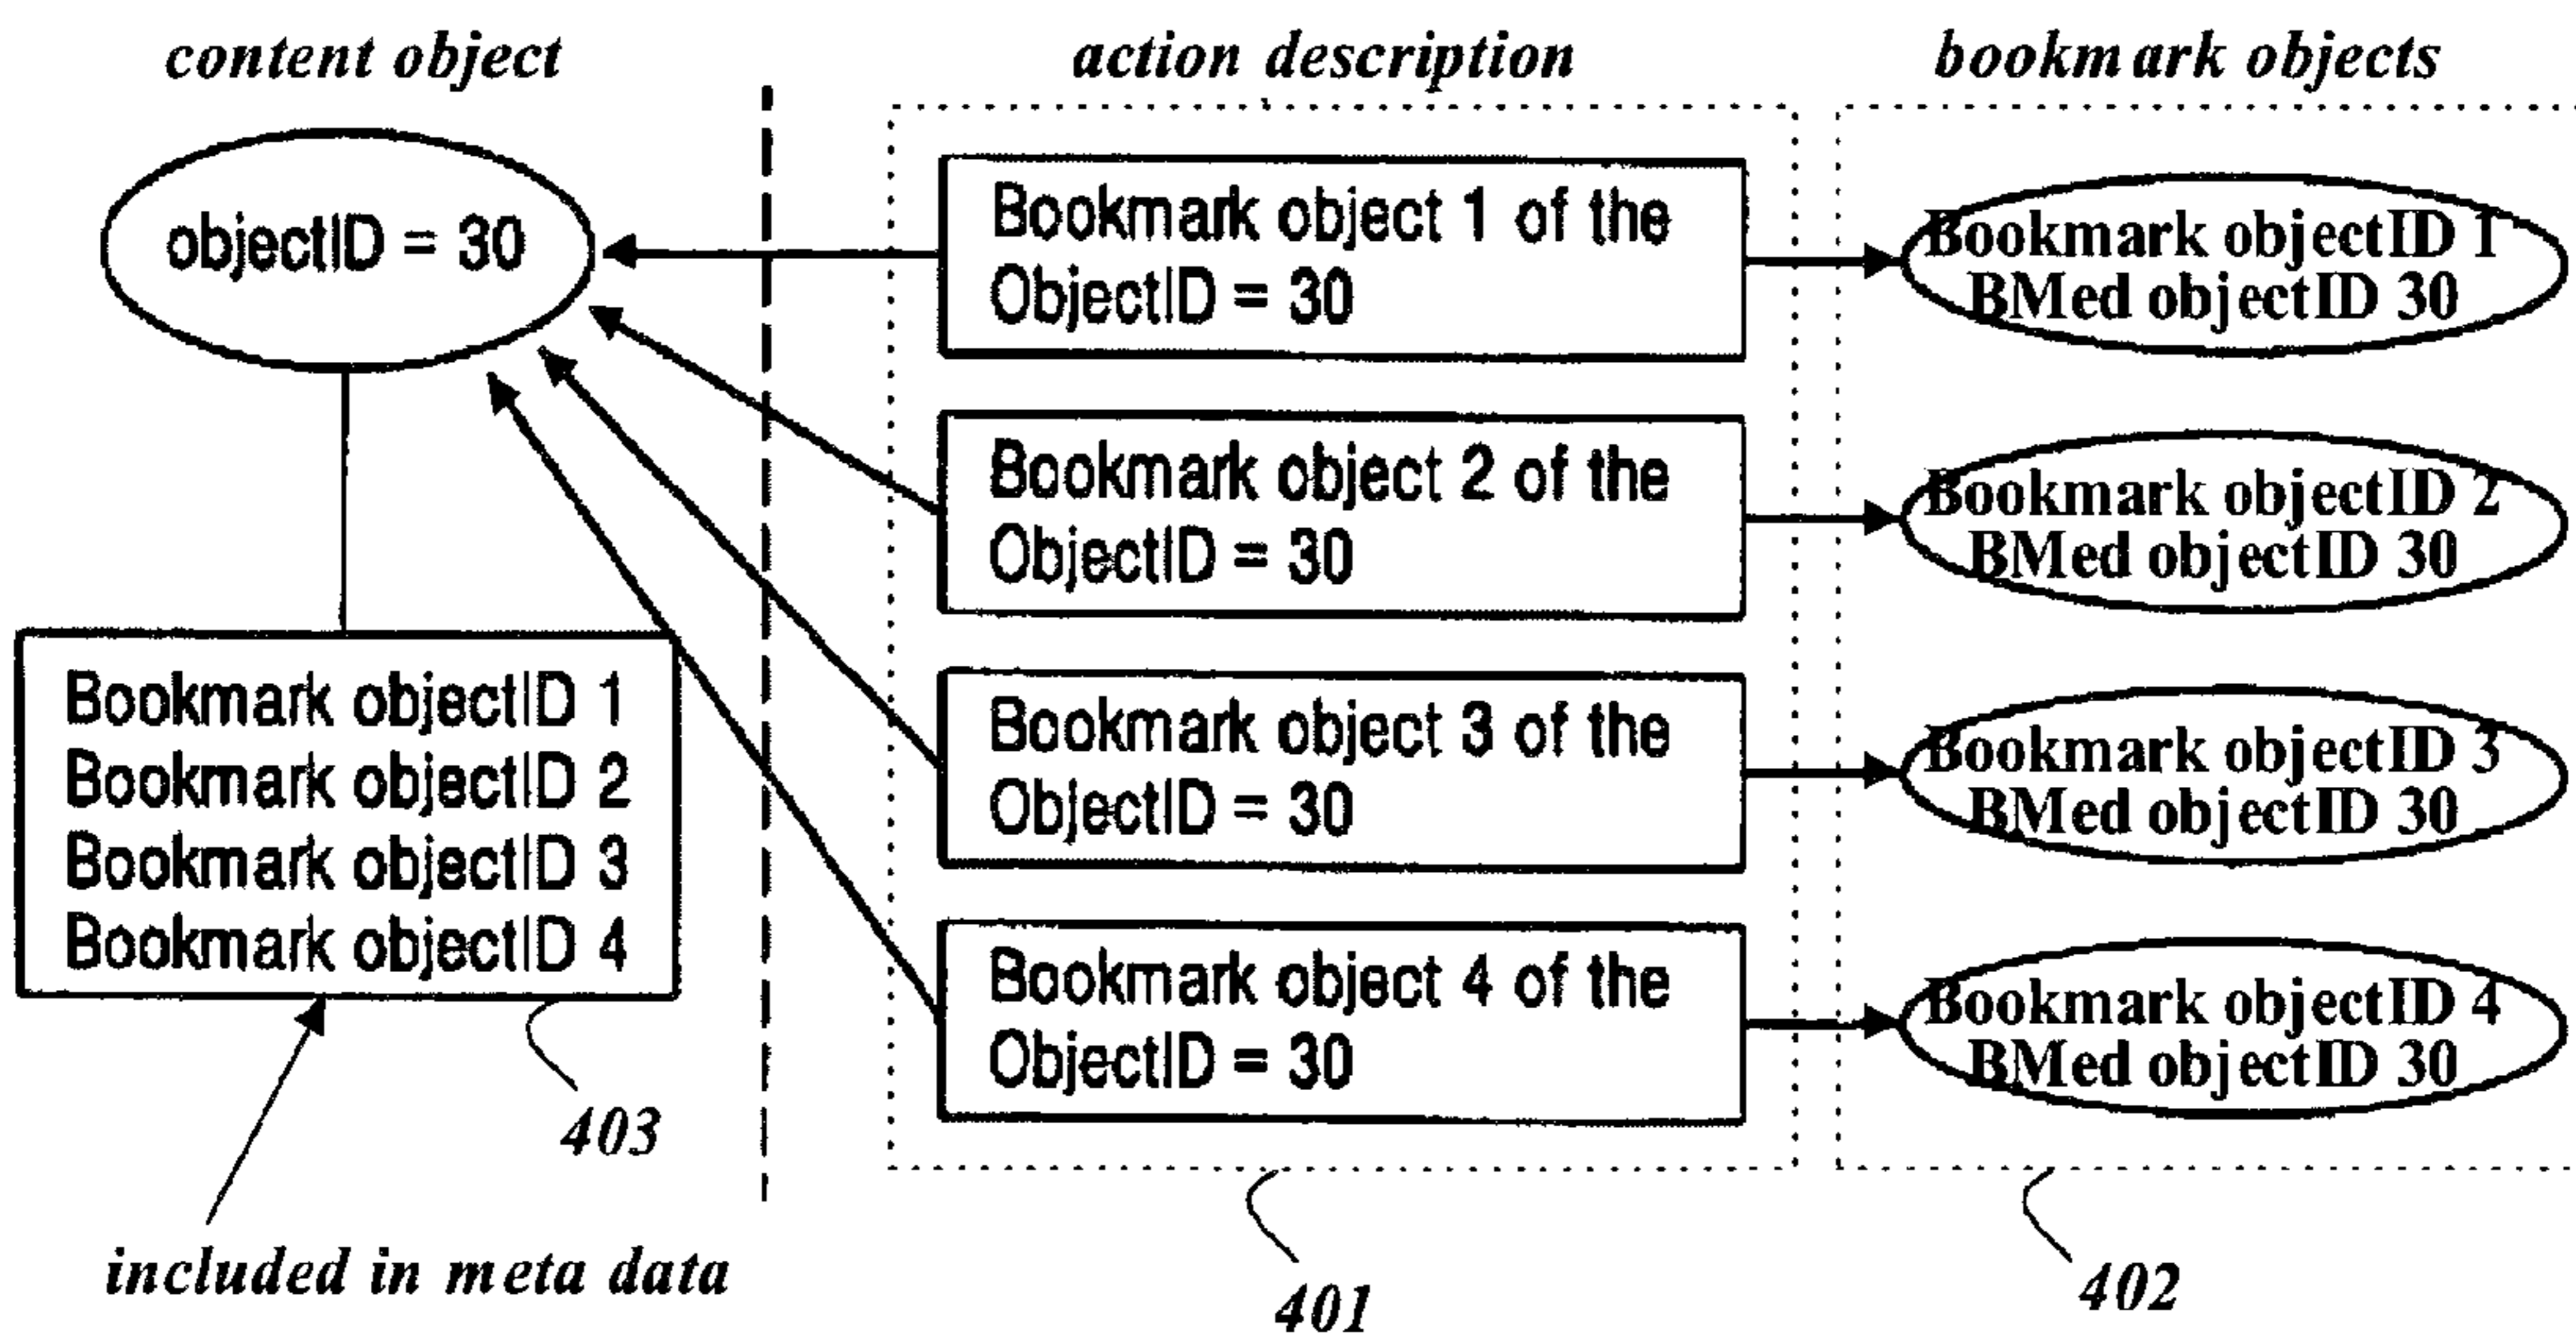 content object
action description
bookmark objects
objectID = 30
Bookmark object 1 of the
ObjectID = 30
Bookmark objectID 1
BMed objectID 30
Bookmark object 2 of the
ObjectID = 30
Bookmark objectID 2
BMed objectID 30
Bookmark objectID 1
Bookmark objectID 2
Bookmark objectID 3
Bookmark objectID 4
Bookmark object 3 of the
ObjectID = 30
Bookmark objectID 3
BMed objectID 30
Bookmark object 4 of the
ObjectID = 30
Bookmark objectID 4
BMed objectID 30
403
included in meta data
401
402